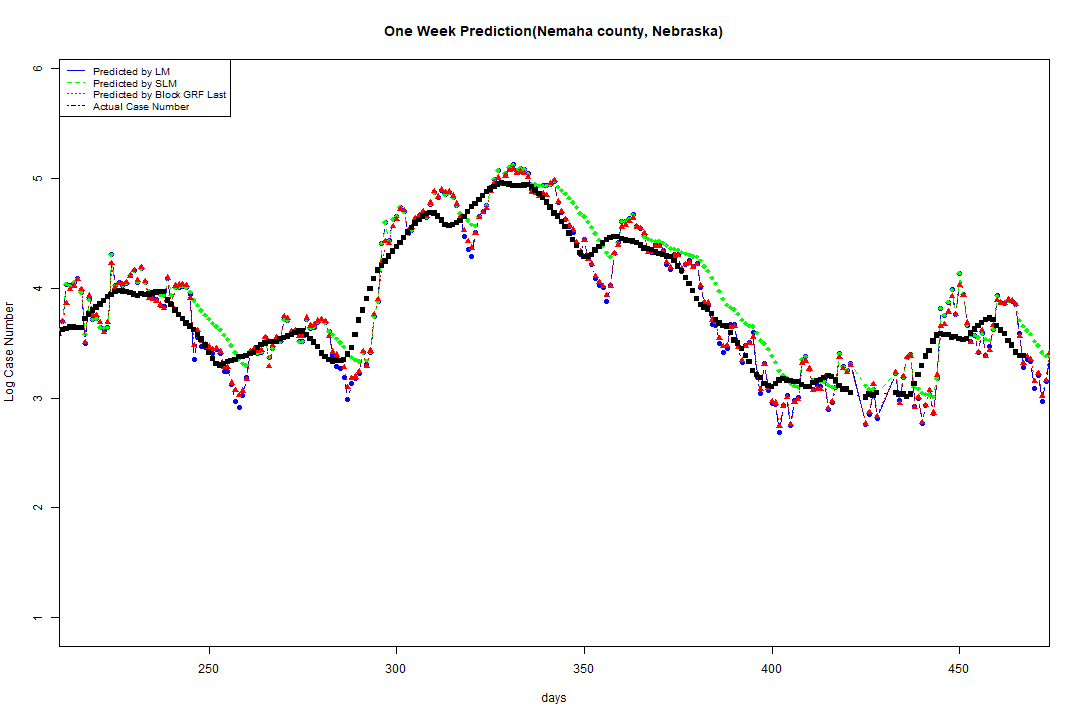 One Week Prediction(Nemaha county, Nebraska)
Predicted by LM
Predicted by SLM
Predicted by Block GRF Last
Actual Case Number
6
5
4
3
2
1
Log Case Number
250 300 350 400 450
days